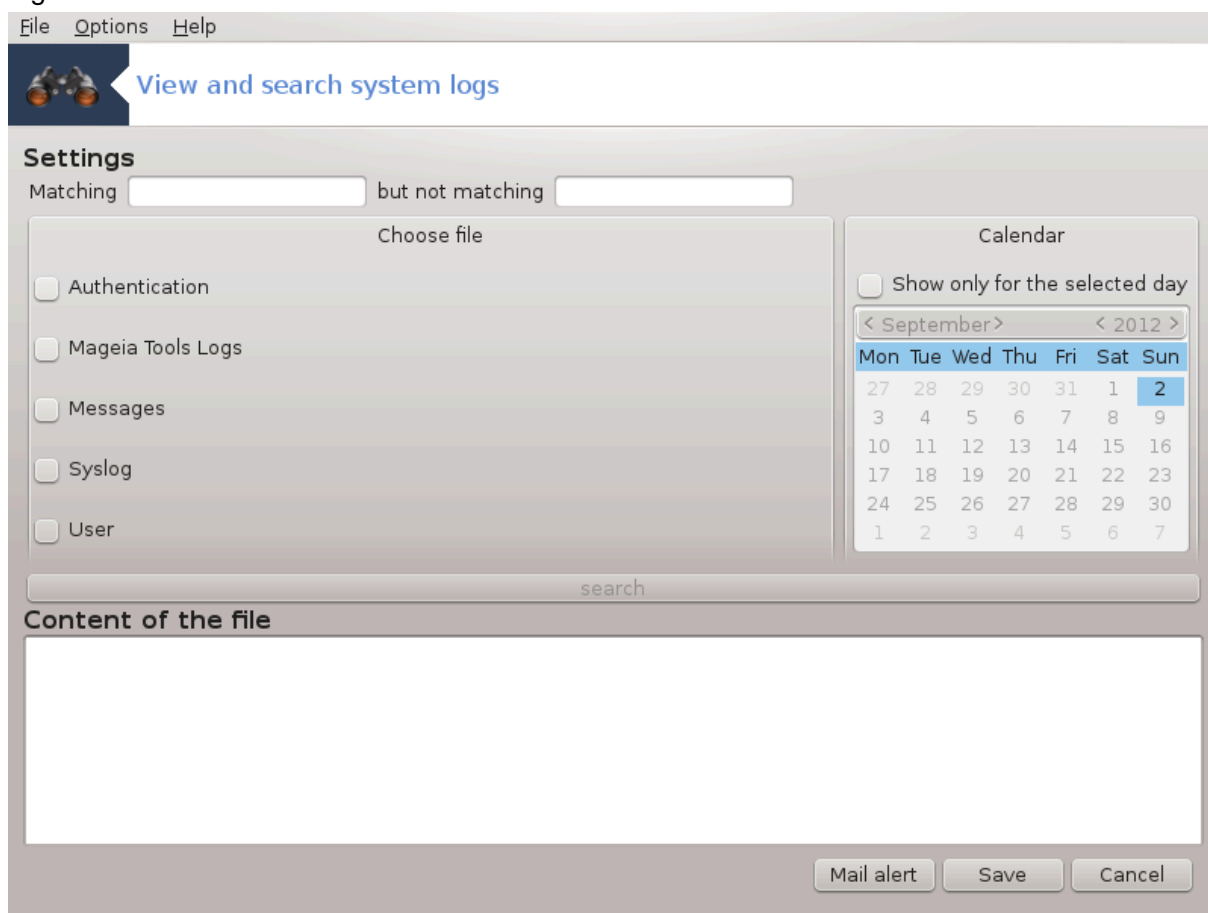 File Options Help
View and search system logs
Settings
Matching but not matching
Choose file
Authentication
Mageia Tools Logs
Messages
Syslog
User
Calendar
Show only for the selected day
< September > < 2012 >
Mon Tue Wed Thu Fri Sat Sun
27 28 29 30 31 1 2
3 4 5 6 7 8 9
10 11 12 13 14 15 16
17 18 19 20 21 22 23
24 25 26 27 28 29 30
1 2 3 4 5 6 7
search
Content of the file
Mail alert Save Cancel